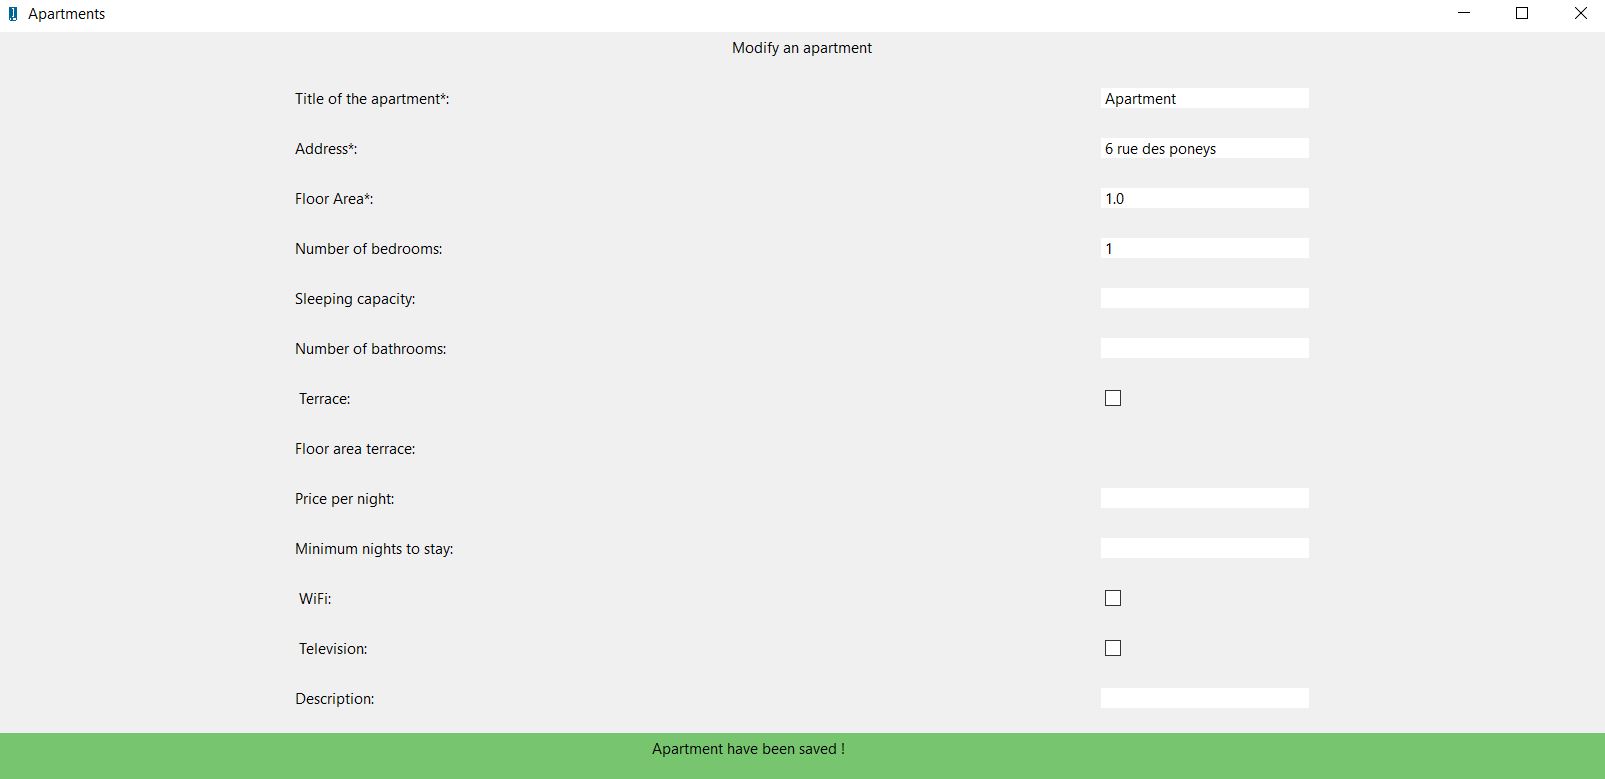 Apartments
Modify an apartment
Title of the apartment*: Apartment
Address*: 6 rue des poneys
Floor Area*: 1.0
Number of bedrooms: 1
Sleeping capacity:
Number of bathrooms:
Terrace:
Floor area terrace:
Price per night:
Minimum nights to stay:
WiFi:
Television:
Description:
Apartment have been saved !